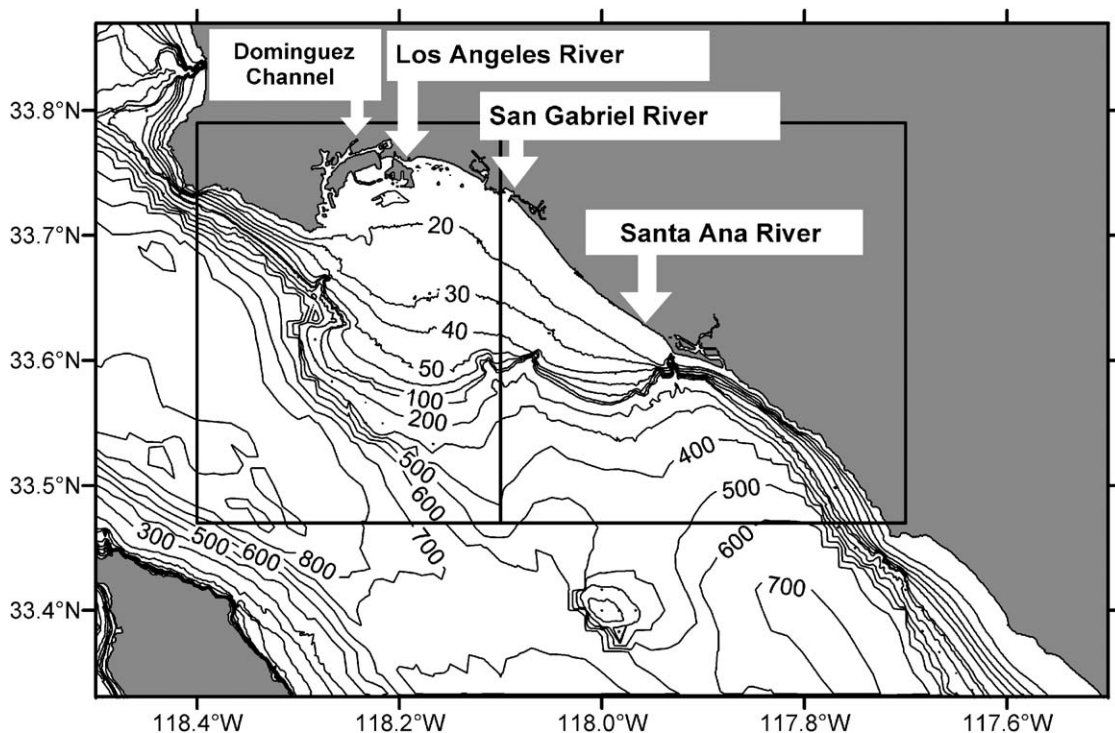 Dominguez
Channel
Los Angeles River
San Gabriel River
Santa Ana River
33.8°N
33.7°N
33.6°N
33.5°N
33.4°N
20
30
40
50
100
200
400
500
500
600
600
700
700
300
500
600
800
118.4°W
118.2°W
118.0°W
117.8°W
117.6°W